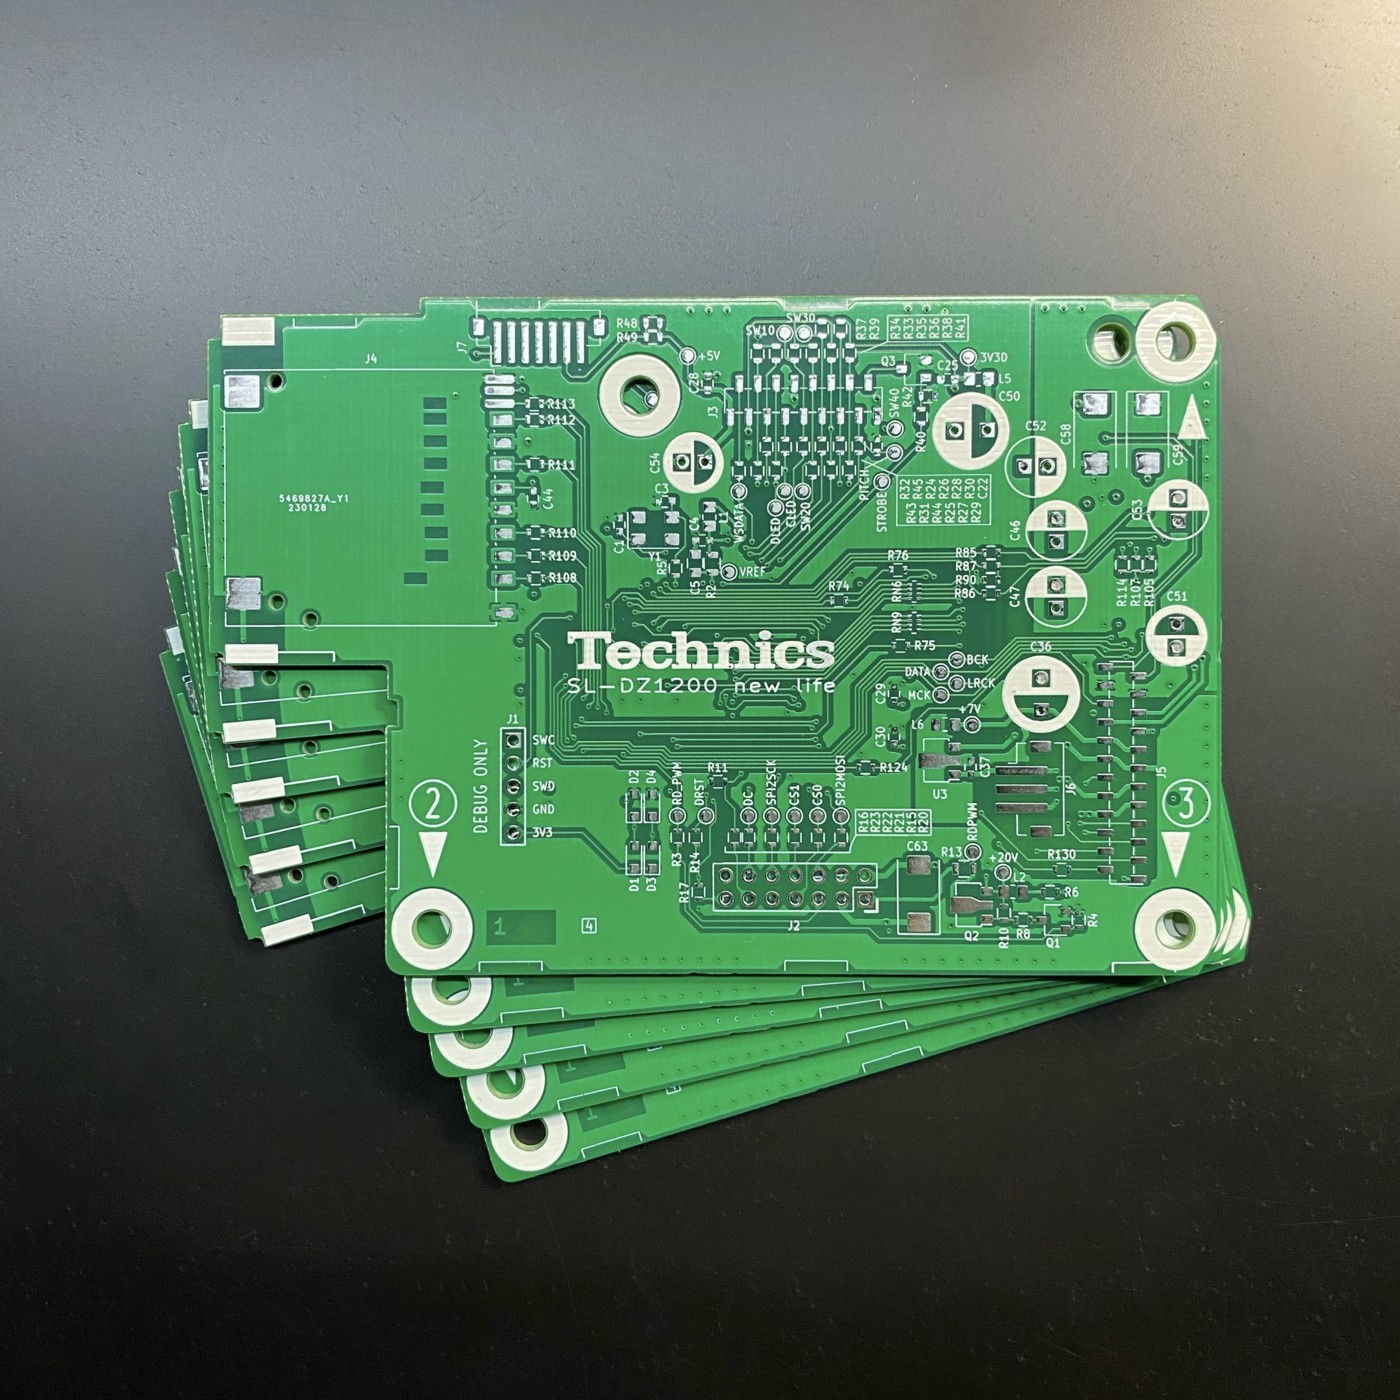 J4
J7
R48
R49
+5V
C28
J3
SW10
SW30
R37
R39
R34
R33
R35
R36
R38
R41
Q3
C25
3V3D
L5
C50
R42
R40
SW40
C52
C58
C59
C53
R113
R112
R111
C44
R110
R109
R108
5469827A_Y1
230128
C54
C3
C1
Y1
R5
C4
L1
C5
R2
VREF
WSDATA
DLED
CLED
SW20
PITCH
STROBE
R32 R45 R24 R26 R28 R30 C22
R43 R31 R44 R25 R27 R29
C46
C47
R76
R85
R87
R90
R86
RN6
RN9
R74
R75
R114
R107
R105
C51
C36
Technics
SL-DZ1200 new life
BCK
DATA
LRCK
MCK
+7V
C29
C30
L6
U3
C37
J6
J5
R124
J1
DEBUG ONLY
SWC
RST
SWD
GND
3V3
D2
D4
D1
D3
RD_PWM
DRST
R11
DC
SPI2SCK
CS1
CS0
SPI2MOSI
R16
R23
R22
R21
R15
R20
R3
R14
R17
J2
C63
R13
RDPWM
+20V
L2
R130
R6
Q2
R10
R8
Q1
R4
2
3
1
4
1
1
1